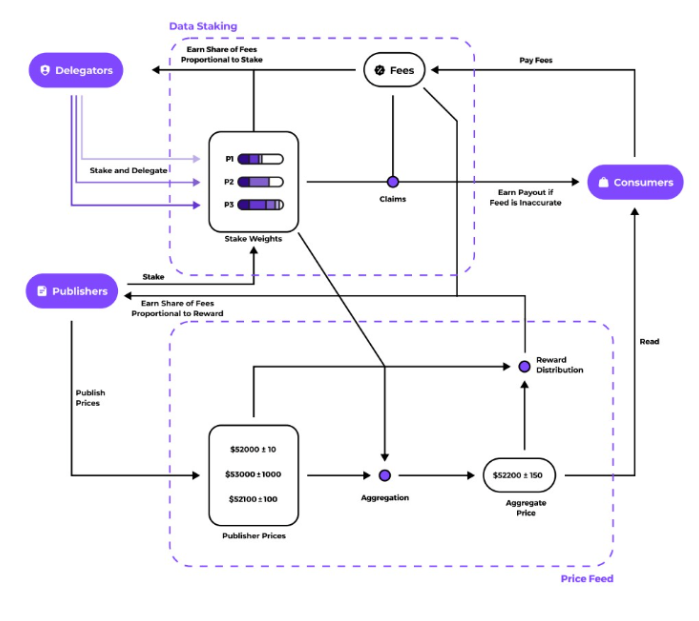 Data Staking
Earn Share of Fees
Proportional to Stake
Delegators
Fees
Pay Fees
P1
Stake and Delegate
P2
P3
Stake Weights
Claims
Earn Payout if
Feed is Inaccurate
Consumers
Stake
Publishers
Earn Share of Fees
Proportional to Reward
Read
Reward
Distribution
Publish
Prices
$52000 ± 10
$53000 ± 1000
$52100 ± 100
Publisher Prices
Aggregation
$52200 ± 150
Aggregate
Price
Price Feed